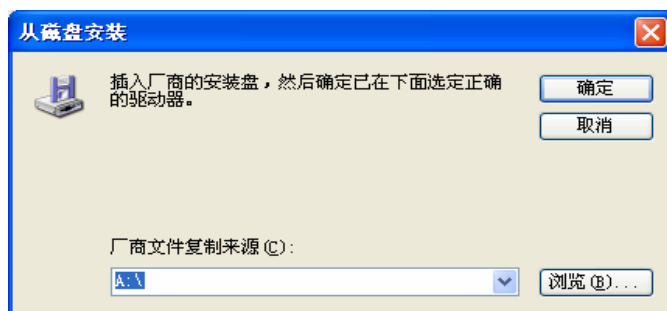 从磁盘安装
插入厂商的安装盘，然后确定已在下面选定正确
的驱动器。
确定
取消
厂商文件复制来源(C):
A:\
浏览(B)...